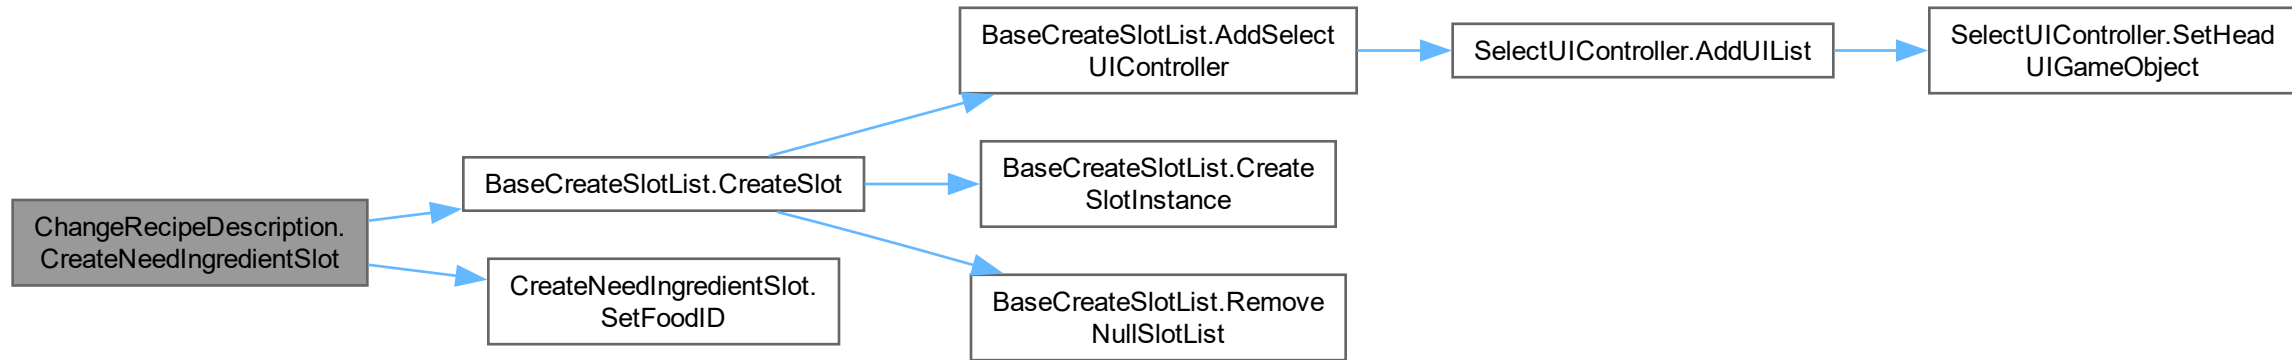 ChangeRecipeDescription.
CreateNeedIngredientSlot
BaseCreateSlotList.CreateSlot
CreateNeedIngredientSlot.
SetFoodID
BaseCreateSlotList.AddSelect
UIController
BaseCreateSlotList.Create
SlotInstance
BaseCreateSlotList.Remove
NullSlotList
SelectUIController.AddUIList
SelectUIController.SetHead
UIGameObject